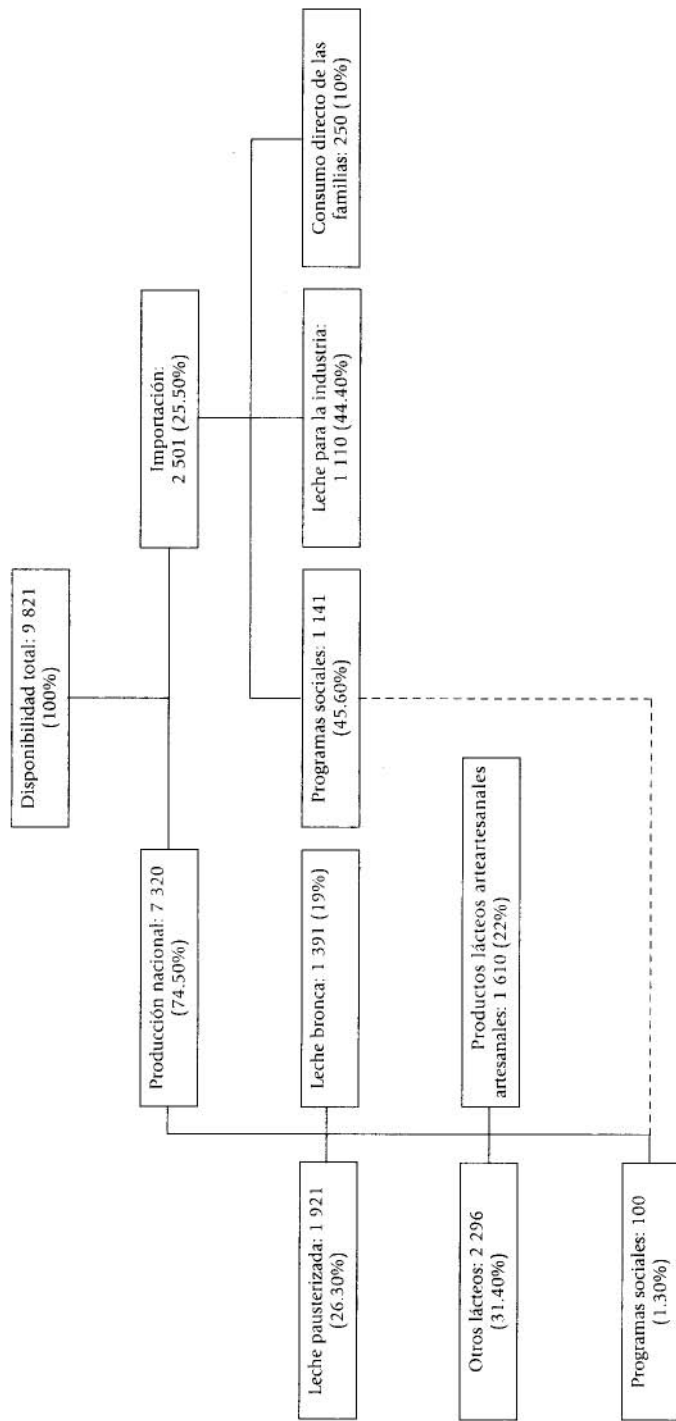 Disponibilidad total: 9 821
(100%)
Producción nacional: 7 320
(74.50%)
Importación:
2 501 (25.50%)
Leche pausterizada: 1 921
(26.30%)
Leche bronca: 1 391 (19%)
Programas sociales: 1 141
(45.60%)
Leche para la industria:
1 110 (44.40%)
Consumo directo de las
familias: 250 (10%)
Otros lácteos: 2 296
(31.40%)
Productos lácteos arteartesanales
artesanales: 1 610 (22%)
Programas sociales: 100
(1.30%)